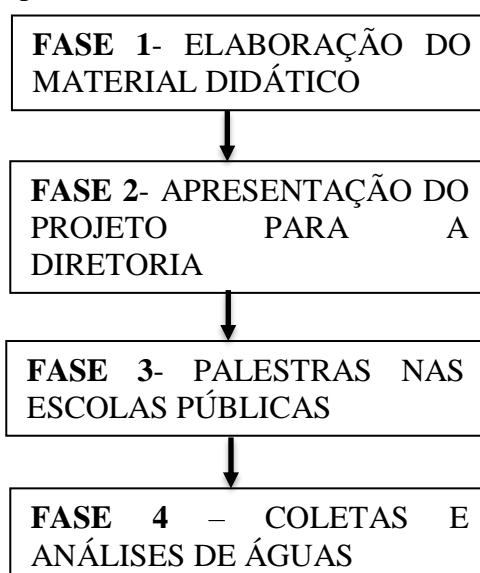 FASE 1- ELABORAÇÃO DO
MATERIAL DIDÁTICO
FASE 2- APRESENTAÇÃO DO
PROJETO PARA A
DIRETORIA
FASE 3- PALESTRAS NAS
ESCOLAS PÚBLICAS
FASE 4 – COLETAS E
ANÁLISES DE ÁGUAS